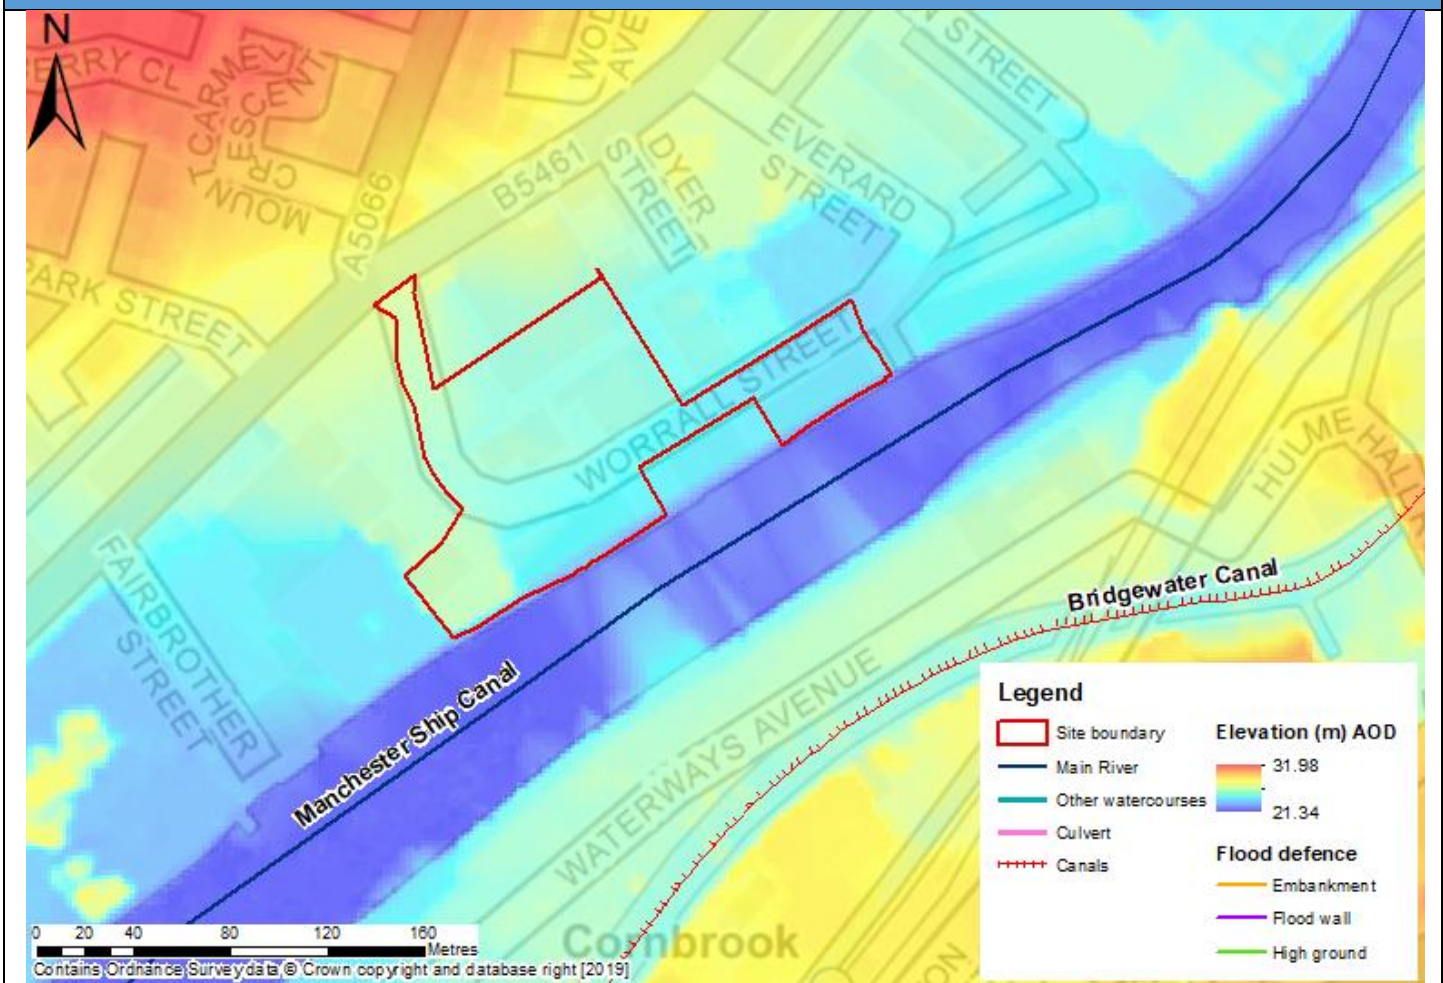 N
MOUNT CARMEL
CRESCENT
WOO
AVE
N STREET
DYER
STREET
EVERARD
STREET
B5461
A5066
PARK STREET
WORRALL STREET
HULME HALL
FAIRBROTHER
STREET
Manchester Ship Canal
Bridgewater Canal
WATERWAYS AVENUE
Cornbrook
Legend
Site boundary
Main River
Other watercourses
Culvert
Canals
Elevation (m) AOD
31.98
21.34
Flood defence
Embankment
Flood wall
High ground
0 20 40 80 120 160
Metres
Contains Ordnance Survey data © Crown copyright and database right [2019]